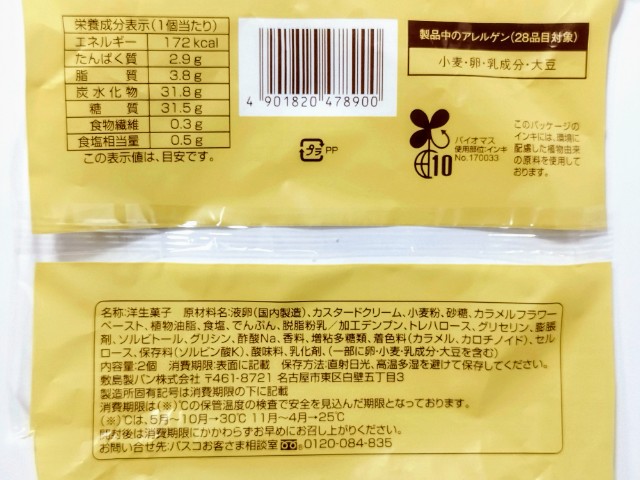 栄養成分表示(1個当たり)
エネルギー 172 kcal
たんぱく質 2.9 g
脂質 3.8 g
炭水化物 31.8 g
糖質 31.5 g
食物繊維 0.3 g
食塩相当量 0.5 g
この表示値は、目安です。
4 901820 478900
プラ PP
製品中のアレルゲン(28品目対象)
小麦・卵・乳成分・大豆
10
バイオマス
使用部位:インキ
No.170033
このパッケージの
インキには、環境に
配慮した植物由来
の原料を使用して
おります。
名称:洋生菓子 原材料名:液卵(国内製造)、カスタードクリーム、小麦粉、砂糖、カラメルフラワー
ペースト、植物油脂、食塩、でんぷん、脱脂粉乳/加工デンプン、トレハロース、グリセリン、膨脹
剤、ソルビトール、グリシン、酢酸Na、香料、増粘多糖類、着色料(カラメル、カロチノイド)、セル
ロース、保存料(ソルビン酸K)、酸味料、乳化剤、(一部に卵・小麦・乳成分・大豆を含む)
内容量:2個 消費期限:表面に記載 保存方法:直射日光、高温多湿を避けて保存してください。
敷島製パン株式会社 〒461-8721 名古屋市東区白壁五丁目3
製造所固有記号は消費期限の下に記載
消費期限は(※)℃の保管温度の検査で安全を見込んだ期限となっております。
(※)℃は、5月~10月→30℃ 11月~4月→25℃
開封後は消費期限にかかわらずお早めにお召し上がりください。
お問い合せ先:パスコお客さま相談室 0120-084-835